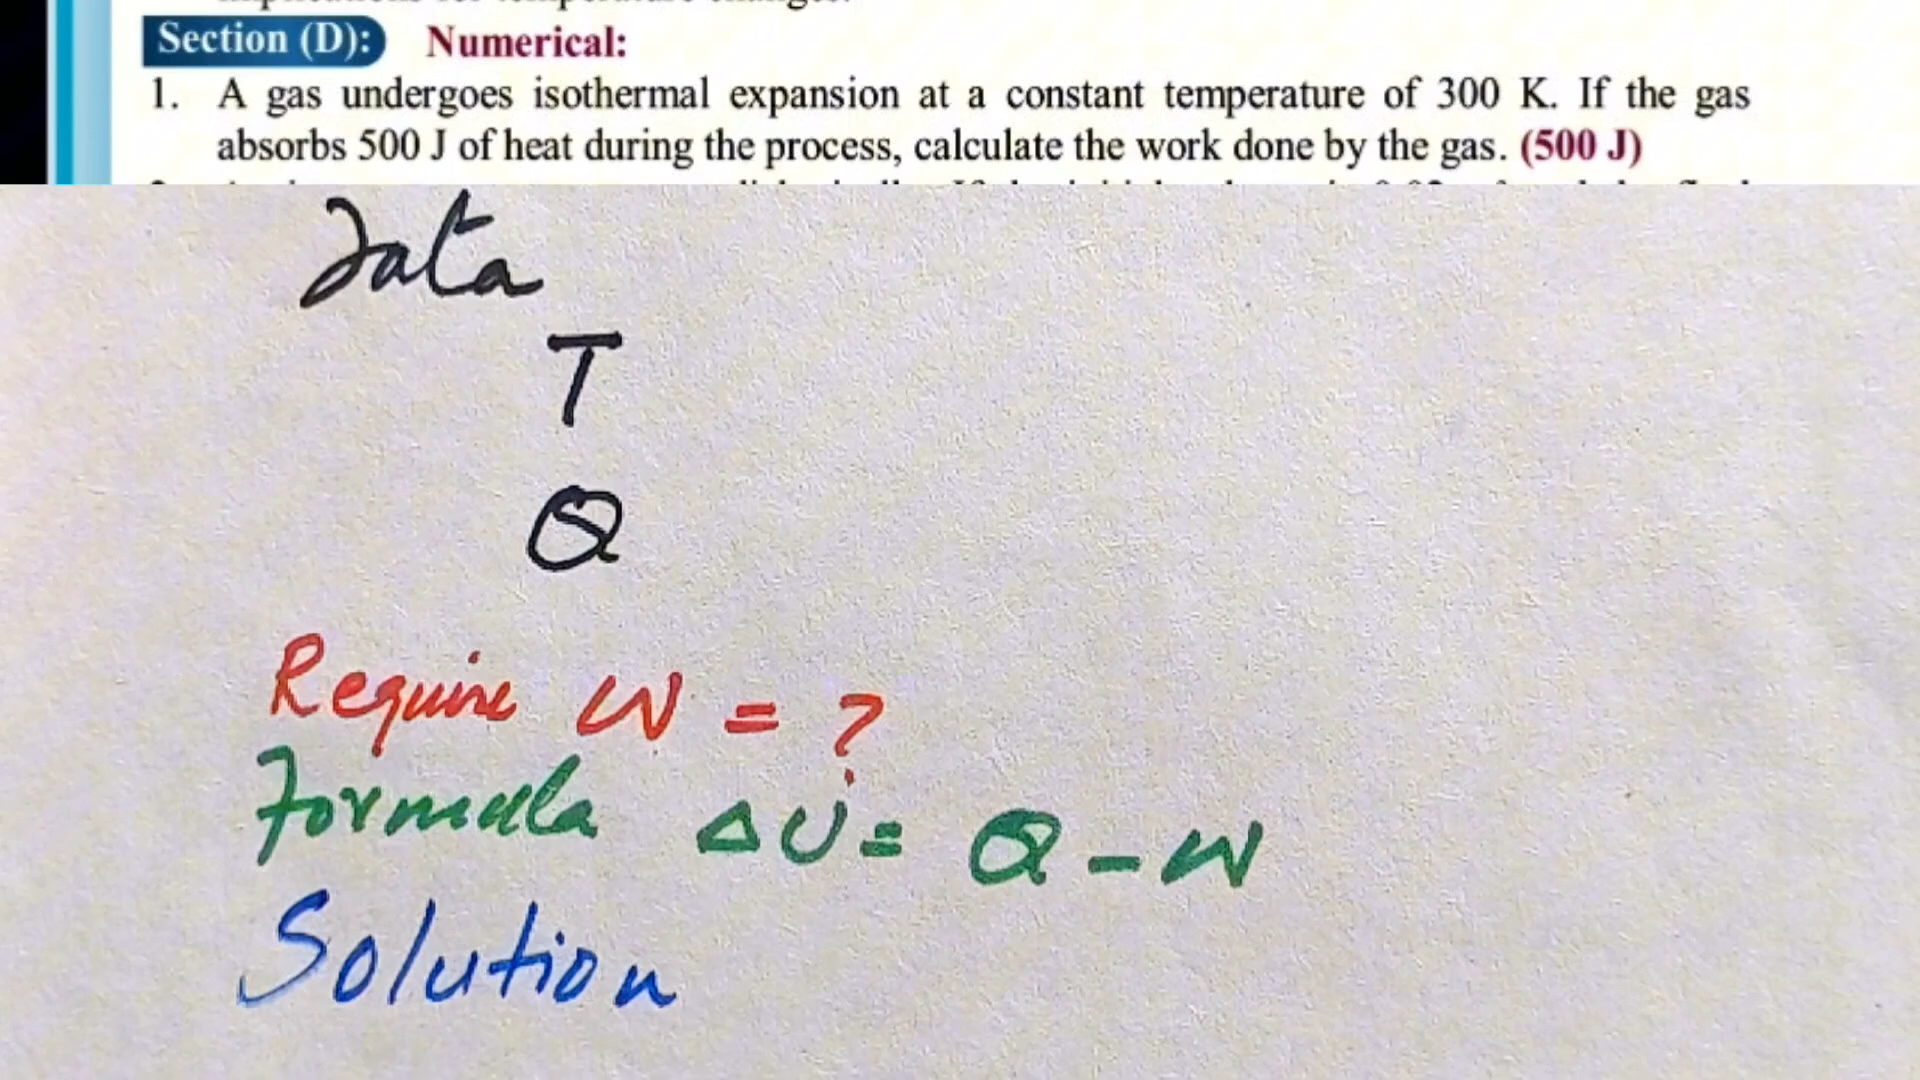 Section (D): Numerical:
1. A gas undergoes isothermal expansion at a constant temperature of 300 K. If the gas
absorbs 500 J of heat during the process, calculate the work done by the gas. (500 J)
Data
T
Q
Require W = ?
Formula ΔU = Q - W
Solution